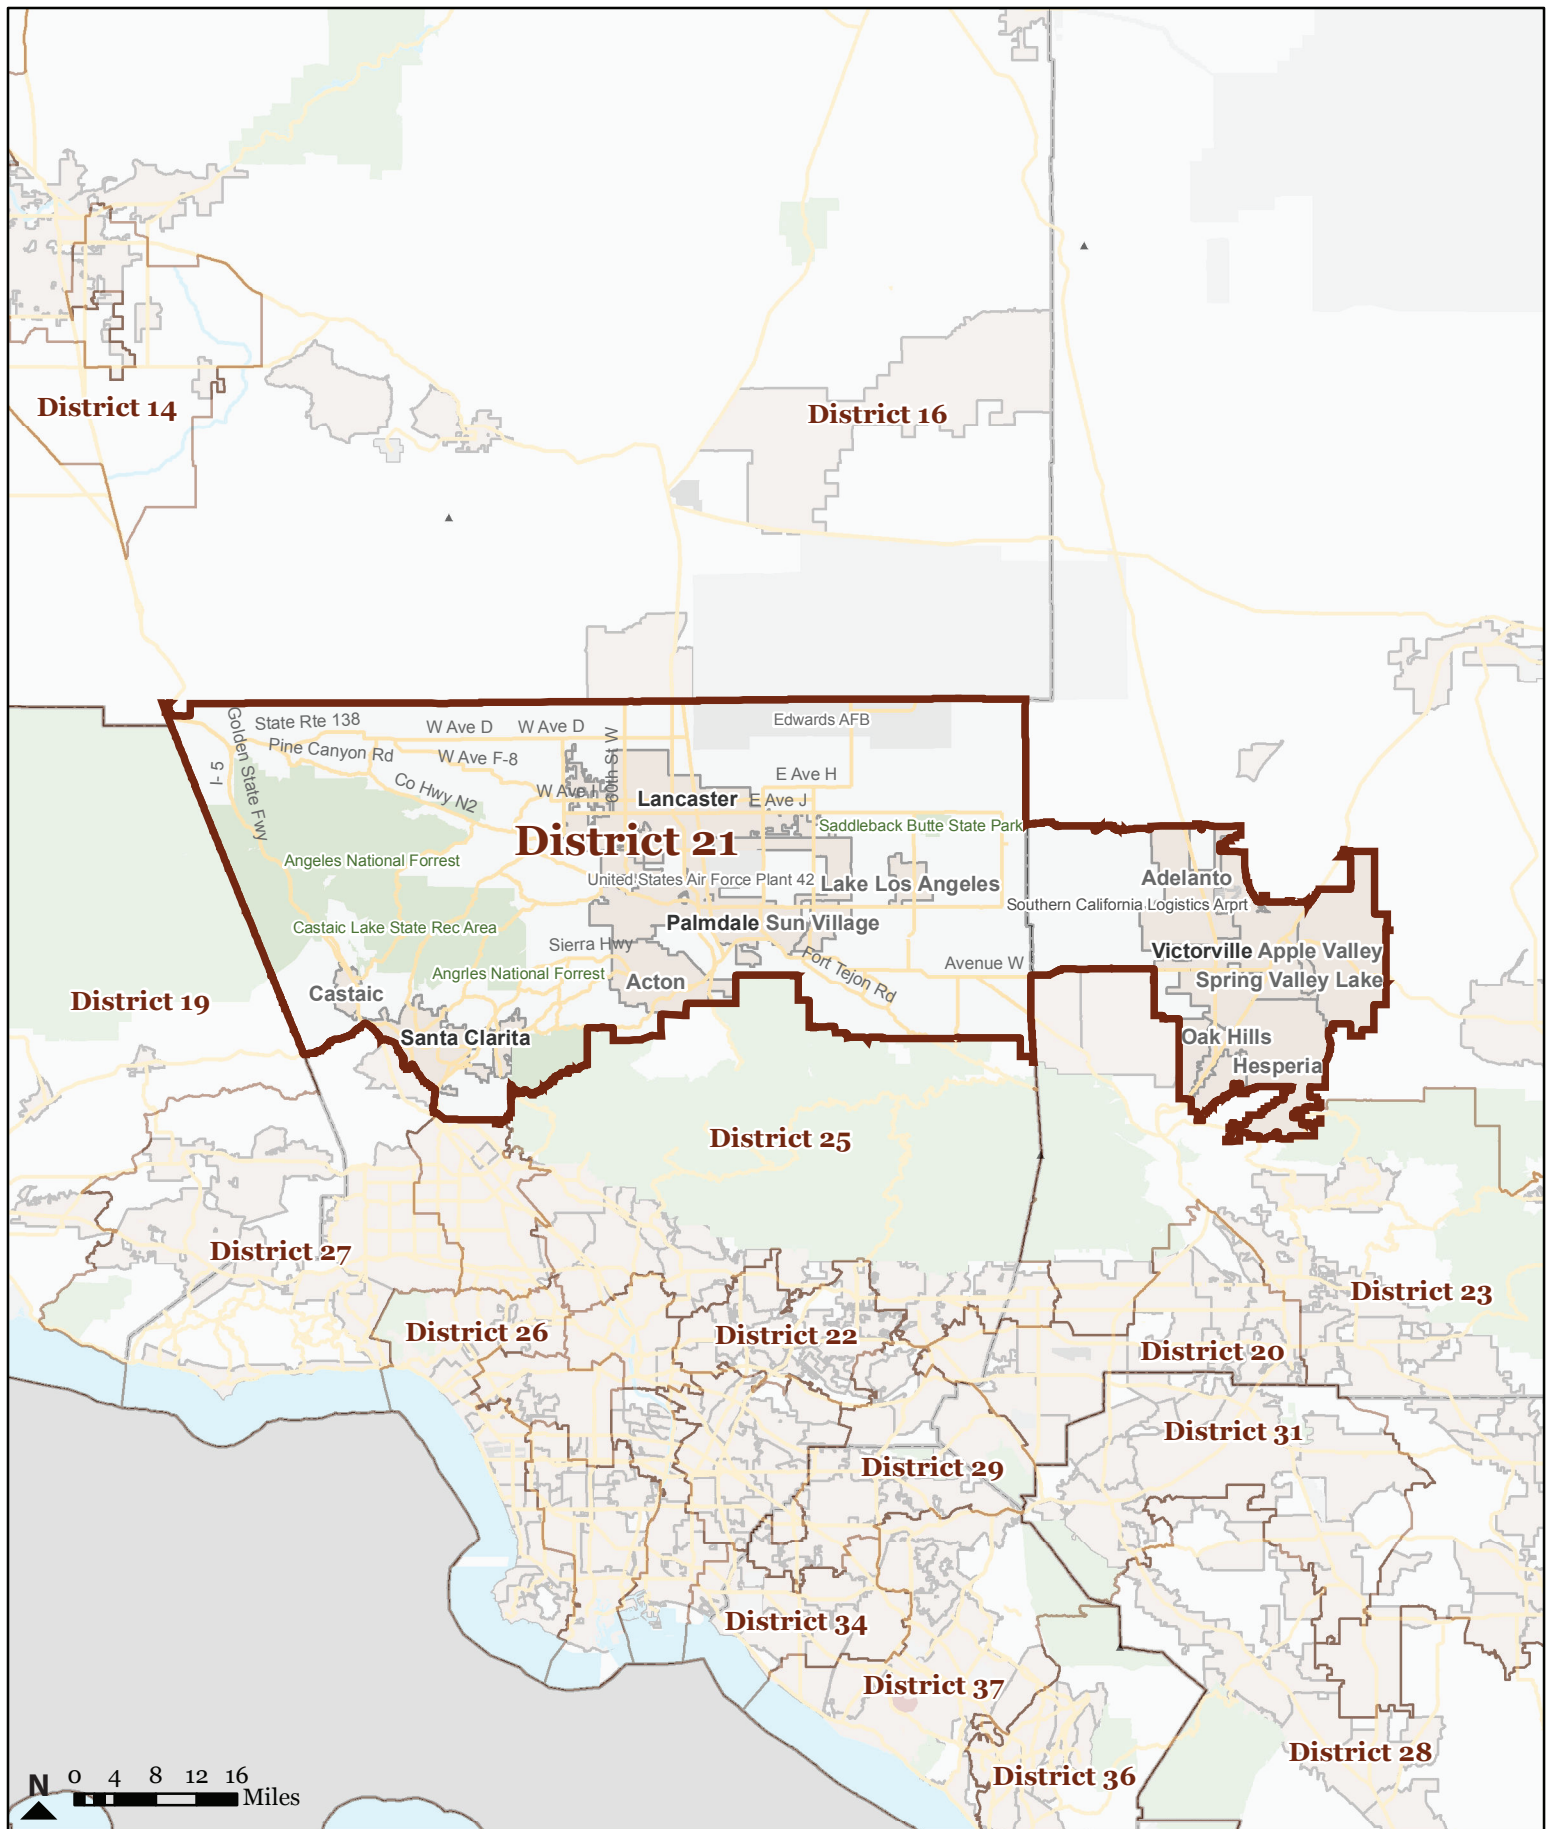 District 14
District 16
State Rte 138
W Ave D
W Ave D
Edwards AFB
Golden State Fwy
Pine Canyon Rd
W Ave F-8
60th St W
I- 5
Co Hwy N2
W Ave I
E Ave H
Lancaster
E Ave J
District 21
Saddleback Butte State Park
Angeles National Forrest
United States Air Force Plant 42
Lake Los Angeles
Adelanto
Southern California Logistics Arprt
Castaic Lake State Rec Area
Palmdale
Sun Village
Sierra Hwy
Victorville
Apple Valley
Angrles National Forrest
Acton
Fort Tejon Rd
Avenue W
Spring Valley Lake
District 19
Castaic
Santa Clarita
Oak Hills
Hesperia
District 25
District 27
District 23
District 26
District 22
District 20
District 31
District 29
District 34
District 37
District 28
District 36
N
0 4 8 12 16
Miles